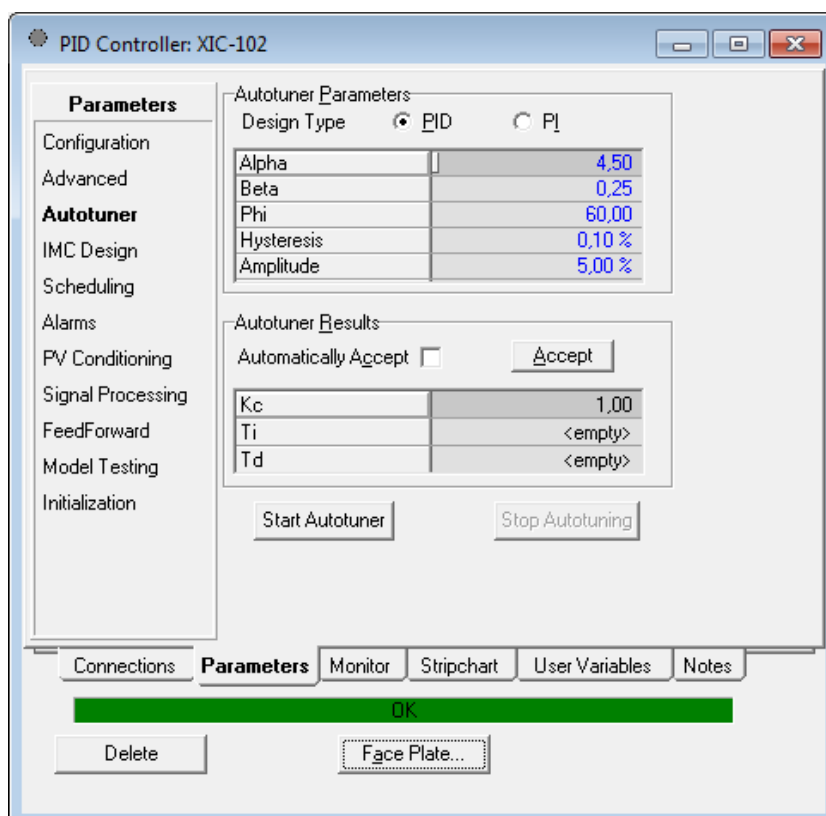 PID Controller: XIC-102
Parameters
Configuration
Advanced
Autotuner
IMC Design
Scheduling
Alarms
PV Conditioning
Signal Processing
FeedForward
Model Testing
Initialization
Autotuner Parameters
Design Type PID PI
Alpha 4,50
Beta 0,25
Phi 60,00
Hysteresis 0,10 %
Amplitude 5,00 %
Autotuner Results
Automatically Accept Accept
Kc 1,00
Ti <empty>
Td <empty>
Start Autotuner Stop Autotuning
Connections Parameters Monitor Stripchart User Variables Notes
OK
Delete Face Plate...